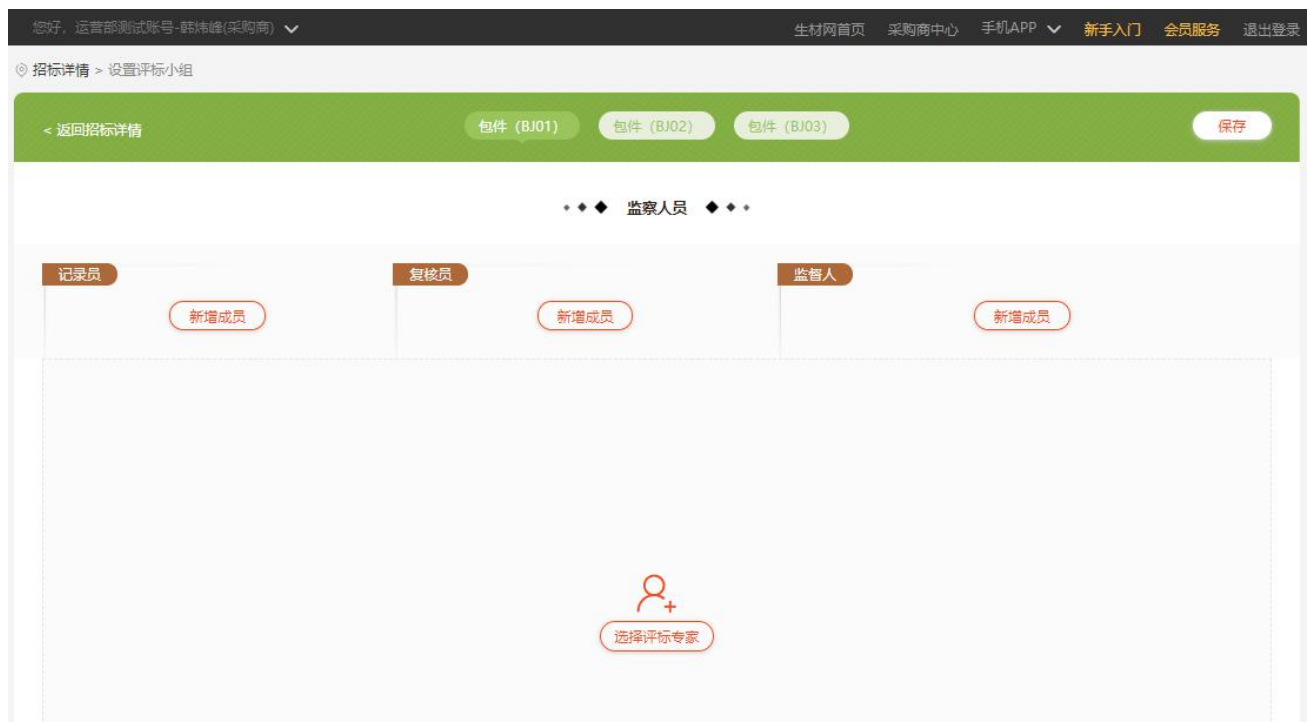 您好，运营部测试账号-韩炜峰(采购商) 生材网首页 采购商中心 手机APP 新手入门 会员服务 退出登录
招标详情 > 设置评标小组
< 返回招标详情 包件（BJ01） 包件（BJ02） 包件（BJ03） 保存
监察人员
记录员 复核员 监督人
新增成员 新增成员 新增成员
选择评标专家